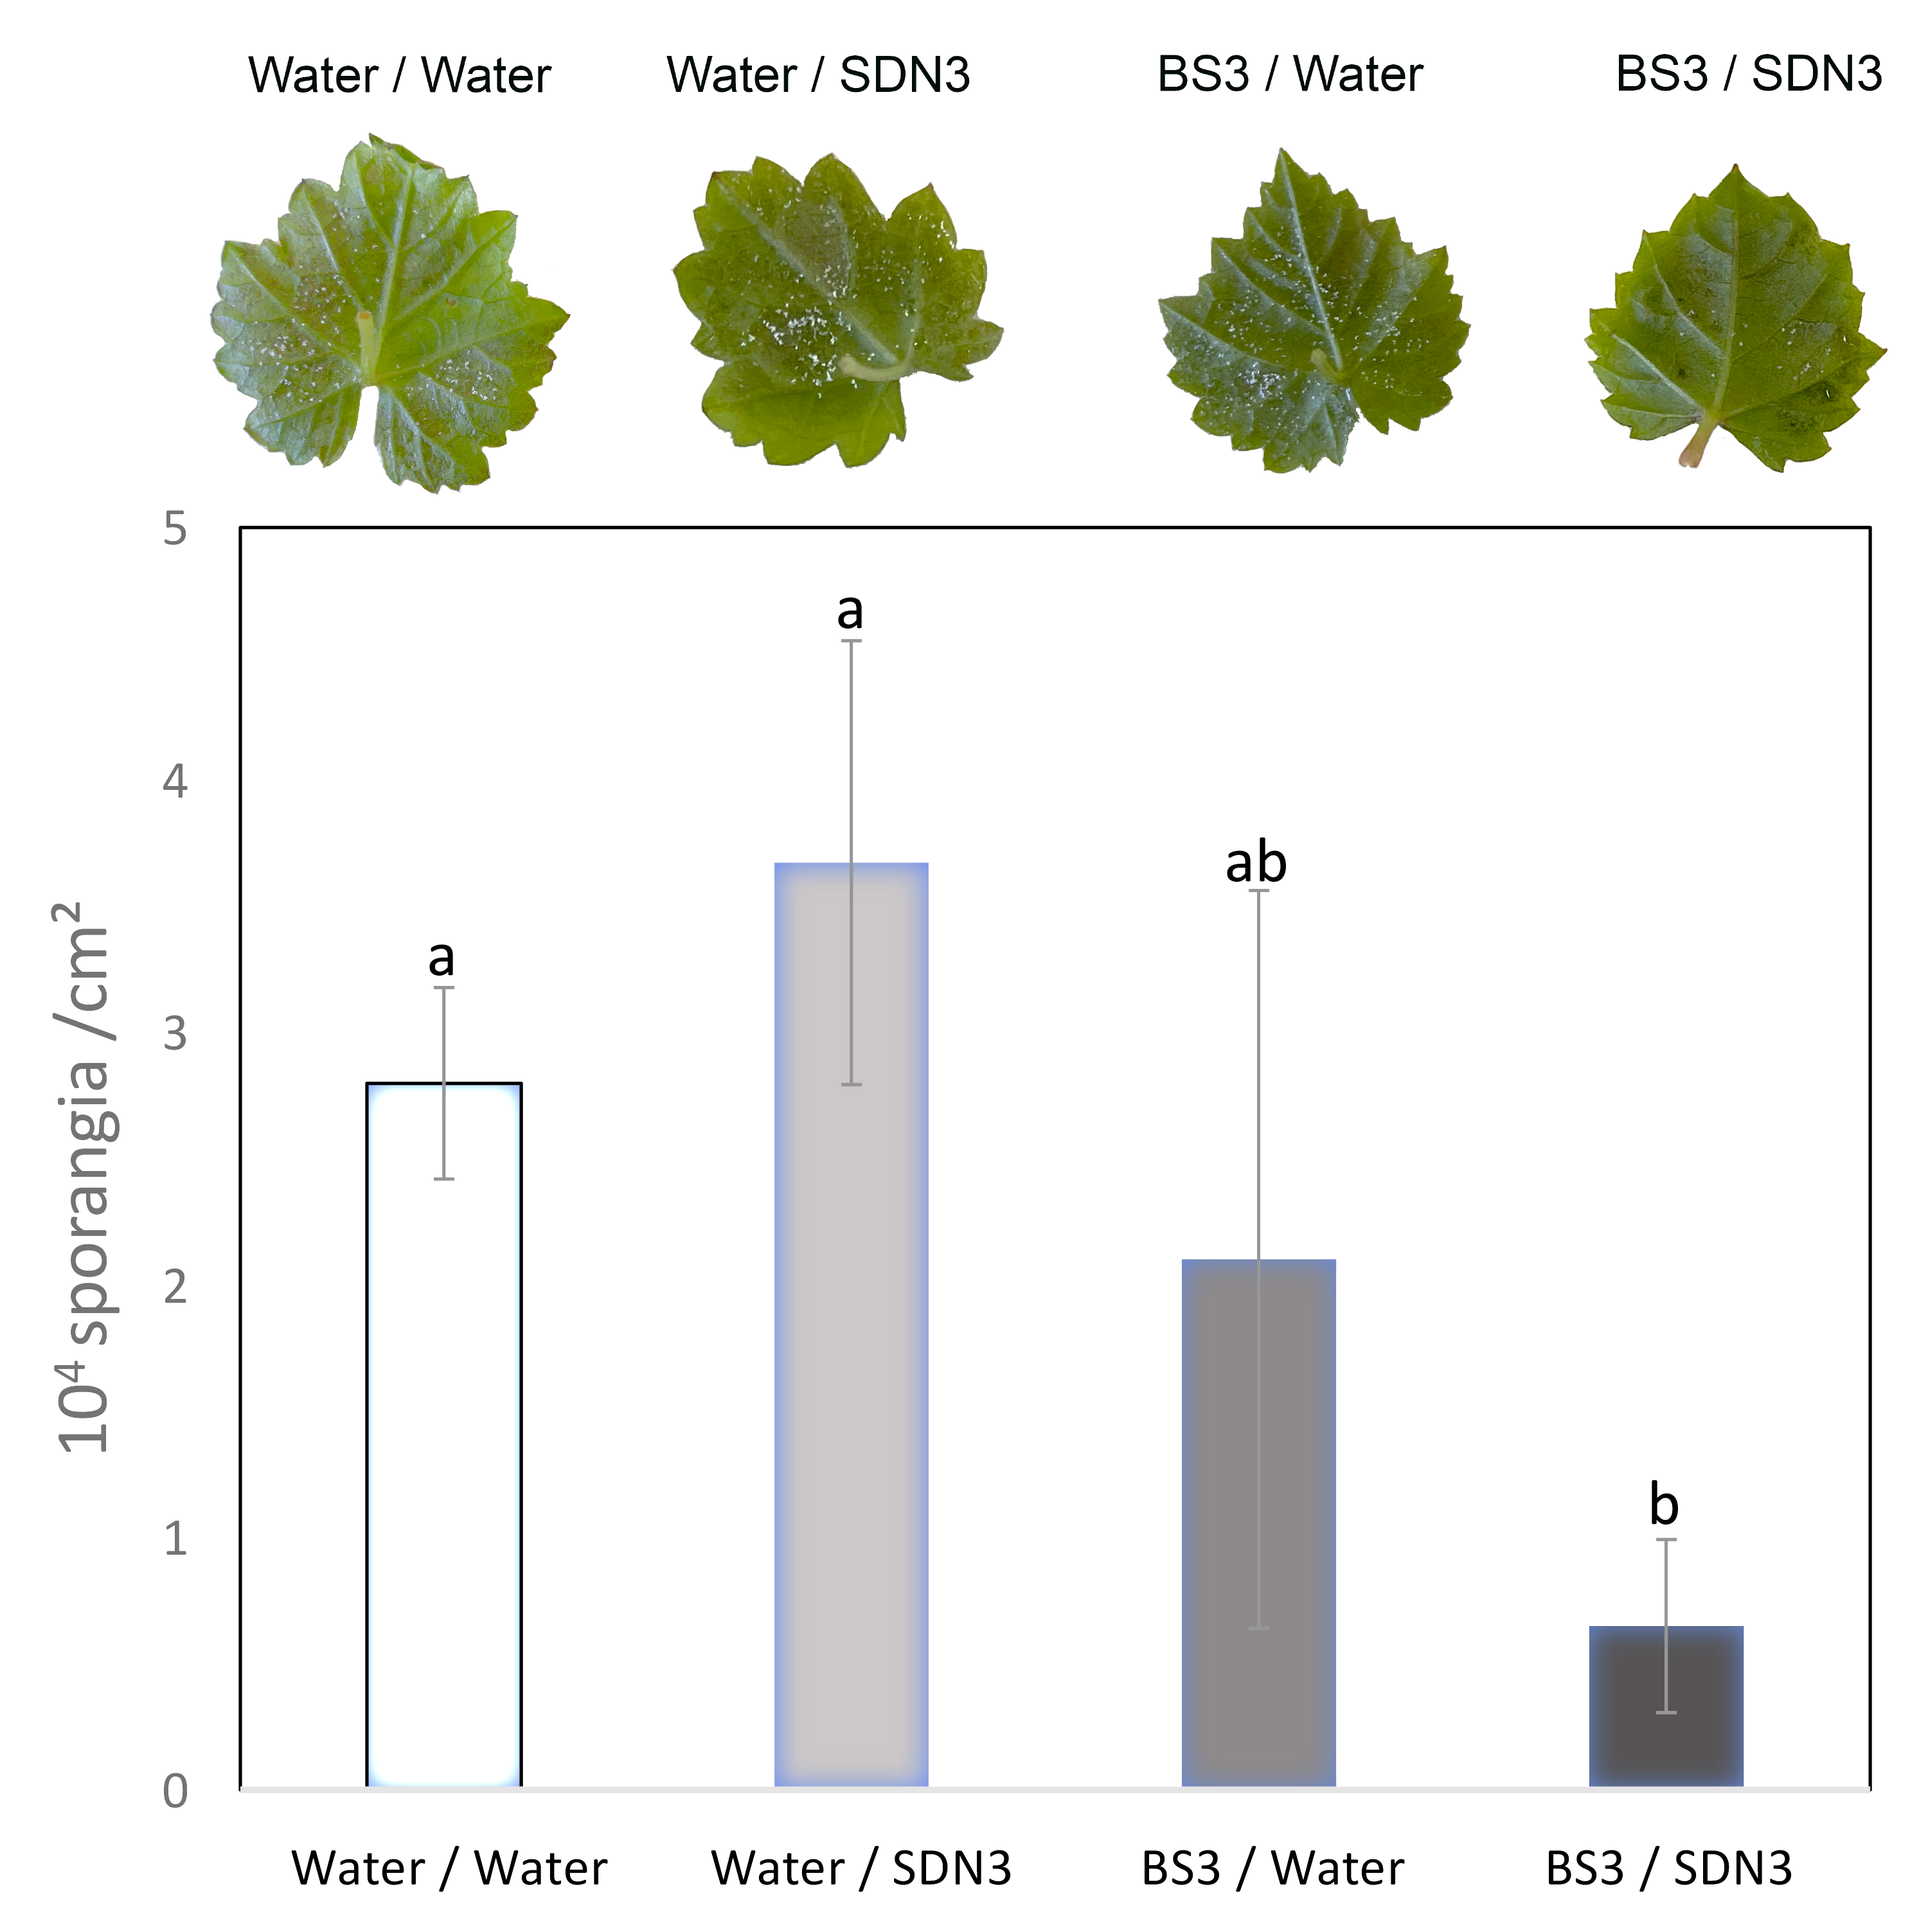 Water / Water Water / SDN3 BS3 / Water BS3 / SDN3
5
a
4
ab
a
3
10⁴ sporangia /cm²
2
b
1
0
Water / Water Water / SDN3 BS3 / Water BS3 / SDN3